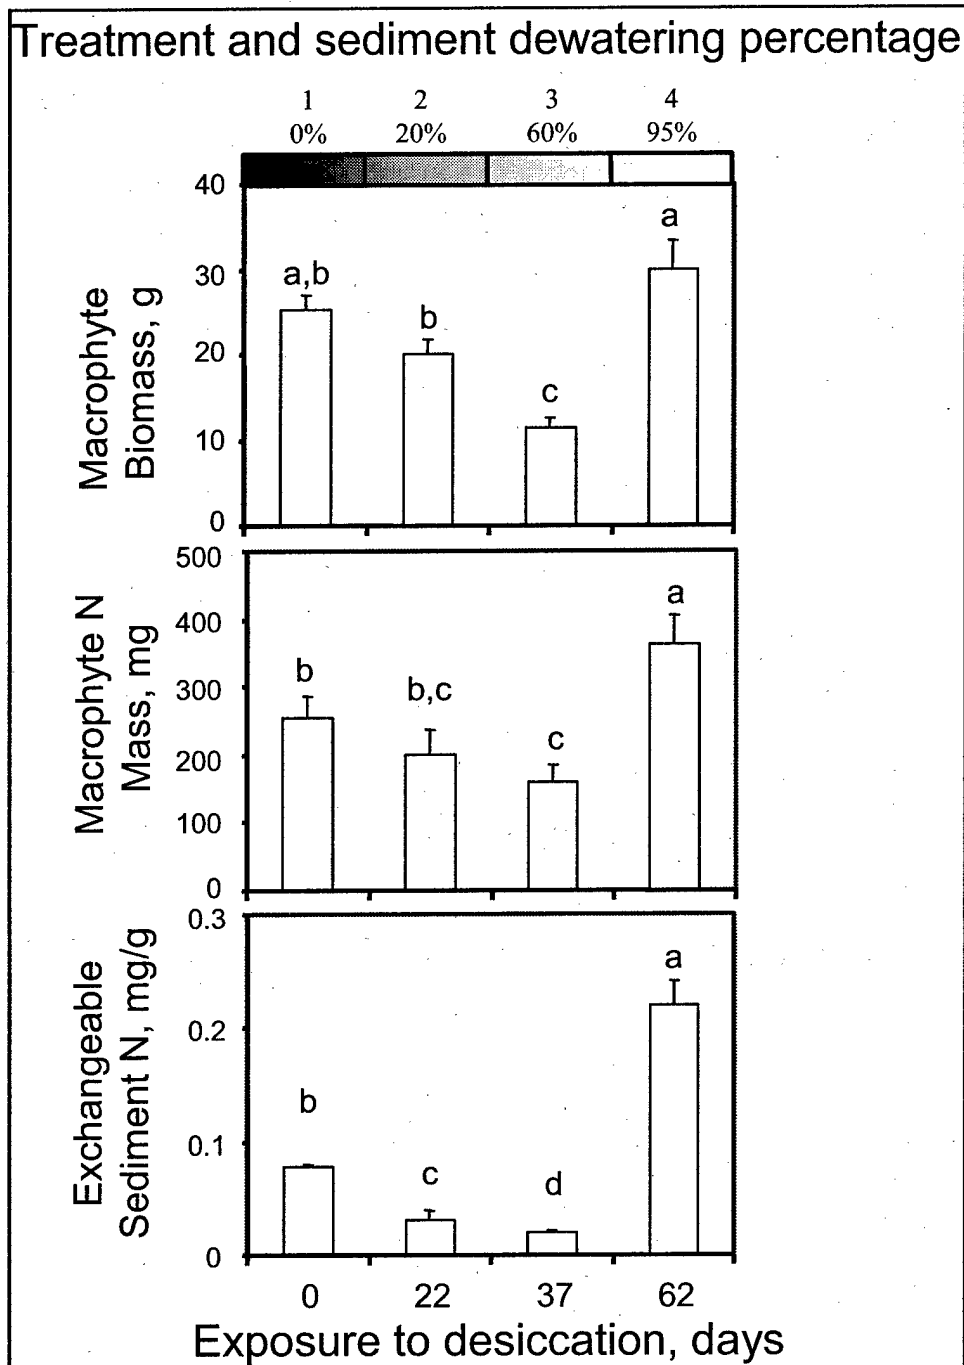 Treatment and sediment dewatering percentage
1 2 3 4
0% 20% 60% 95%
Macrophyte
Biomass, g
40
30
20
10
0
a,b
b
c
a
Macrophyte N
Mass, mg
500
400
300
200
100
0
b
b,c
c
a
Exchangeable
Sediment N, mg/g
0.3
0.2
0.1
0
b
c
d
a
0 22 37 62
Exposure to desiccation, days